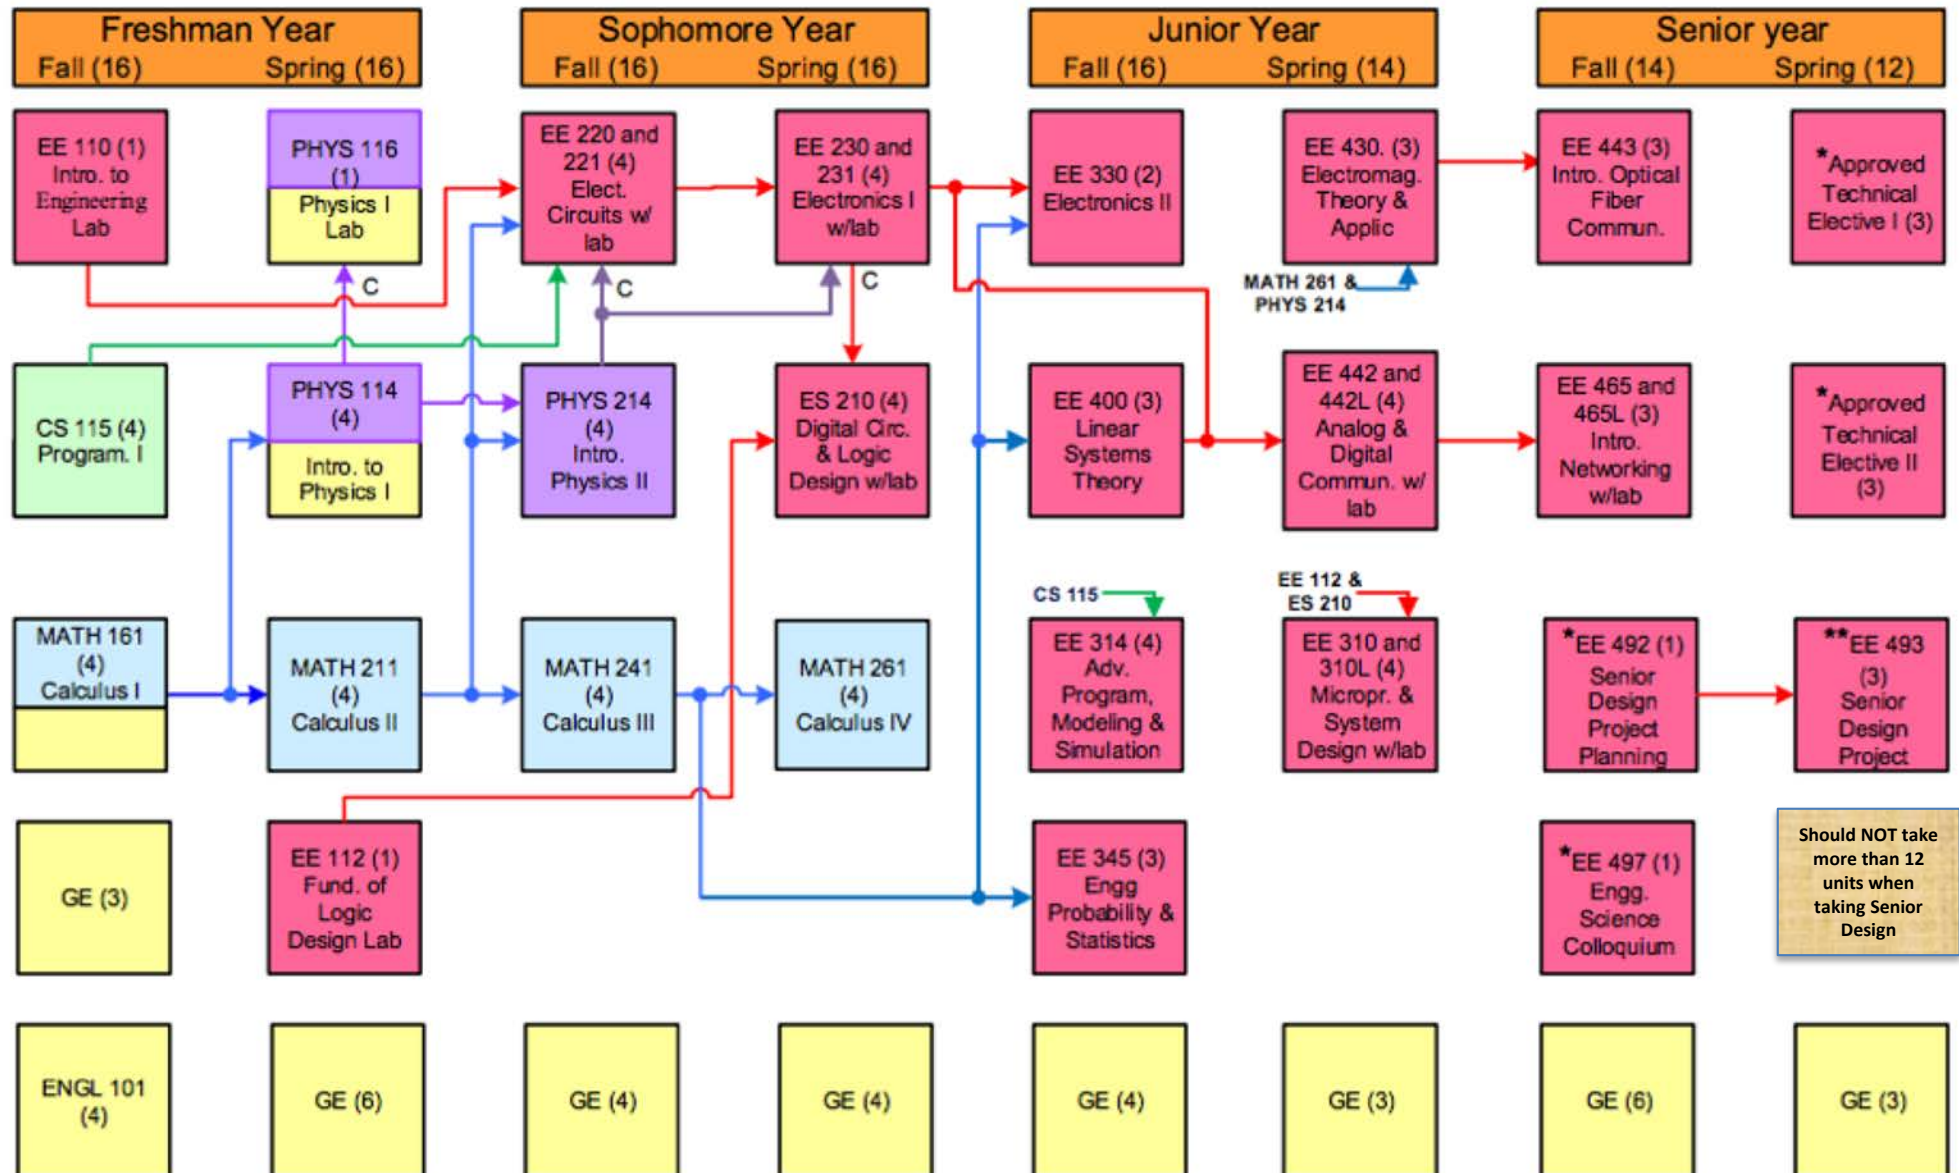 Freshman Year
Fall (16) Spring (16)
Sophomore Year
Fall (16) Spring (16)
Junior Year
Fall (16) Spring (14)
Senior year
Fall (14) Spring (12)
EE 110 (1)
Intro. to
Engineering
Lab
PHYS 116
(1)
Physics I
Lab
EE 220 and
221 (4)
Elect.
Circuits w/
lab
EE 230 and
231 (4)
Electronics I
w/lab
EE 330 (2)
Electronics II
EE 430. (3)
Electromag.
Theory &
Applic
EE 443 (3)
Intro. Optical
Fiber
Commun.
*Approved
Technical
Elective I (3)
C
C
C
MATH 261 &
PHYS 214
CS 115 (4)
Program. I
PHYS 114
(4)
Intro. to
Physics I
PHYS 214
(4)
Intro.
Physics II
ES 210 (4)
Digital Circ.
& Logic
Design w/lab
EE 400 (3)
Linear
Systems
Theory
EE 442 and
442L (4)
Analog &
Digital
Commun. w/
lab
EE 465 and
465L (3)
Intro.
Networking
w/lab
*Approved
Technical
Elective II
(3)
CS 115
EE 112 &
ES 210
MATH 161
(4)
Calculus I
MATH 211
(4)
Calculus II
MATH 241
(4)
Calculus III
MATH 261
(4)
Calculus IV
EE 314 (4)
Adv.
Program,
Modeling &
Simulation
EE 310 and
310L (4)
Micropr. &
System
Design w/lab
*EE 492 (1)
Senior
Design
Project
Planning
**EE 493
(3)
Senior
Design
Project
GE (3)
EE 112 (1)
Fund. of
Logic
Design Lab
EE 345 (3)
Engg
Probability &
Statistics
*EE 497 (1)
Engg.
Science
Colloquium
Should NOT take
more than 12
units when
taking Senior
Design
ENGL 101
(4)
GE (6)
GE (4)
GE (4)
GE (4)
GE (3)
GE (6)
GE (3)